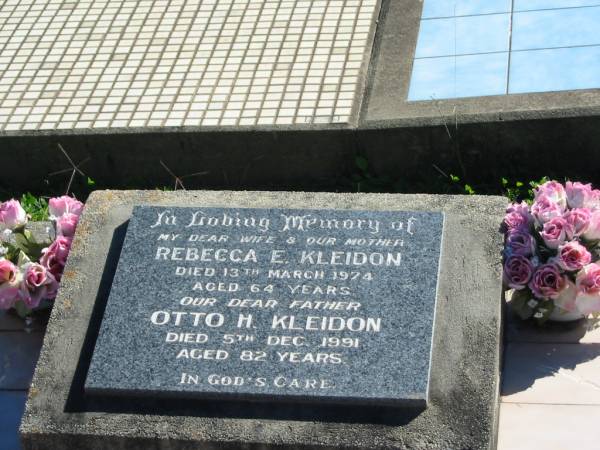 In Loving Memory of
MY DEAR WIFE & OUR MOTHER
REBECCA E. KLEIDON
DIED 13TH MARCH 1974
AGED 64 YEARS.
OUR DEAR FATHER
OTTO H. KLEIDON
DIED 5TH DEC. 1991
AGED 82 YEARS.
IN GOD'S CARE.